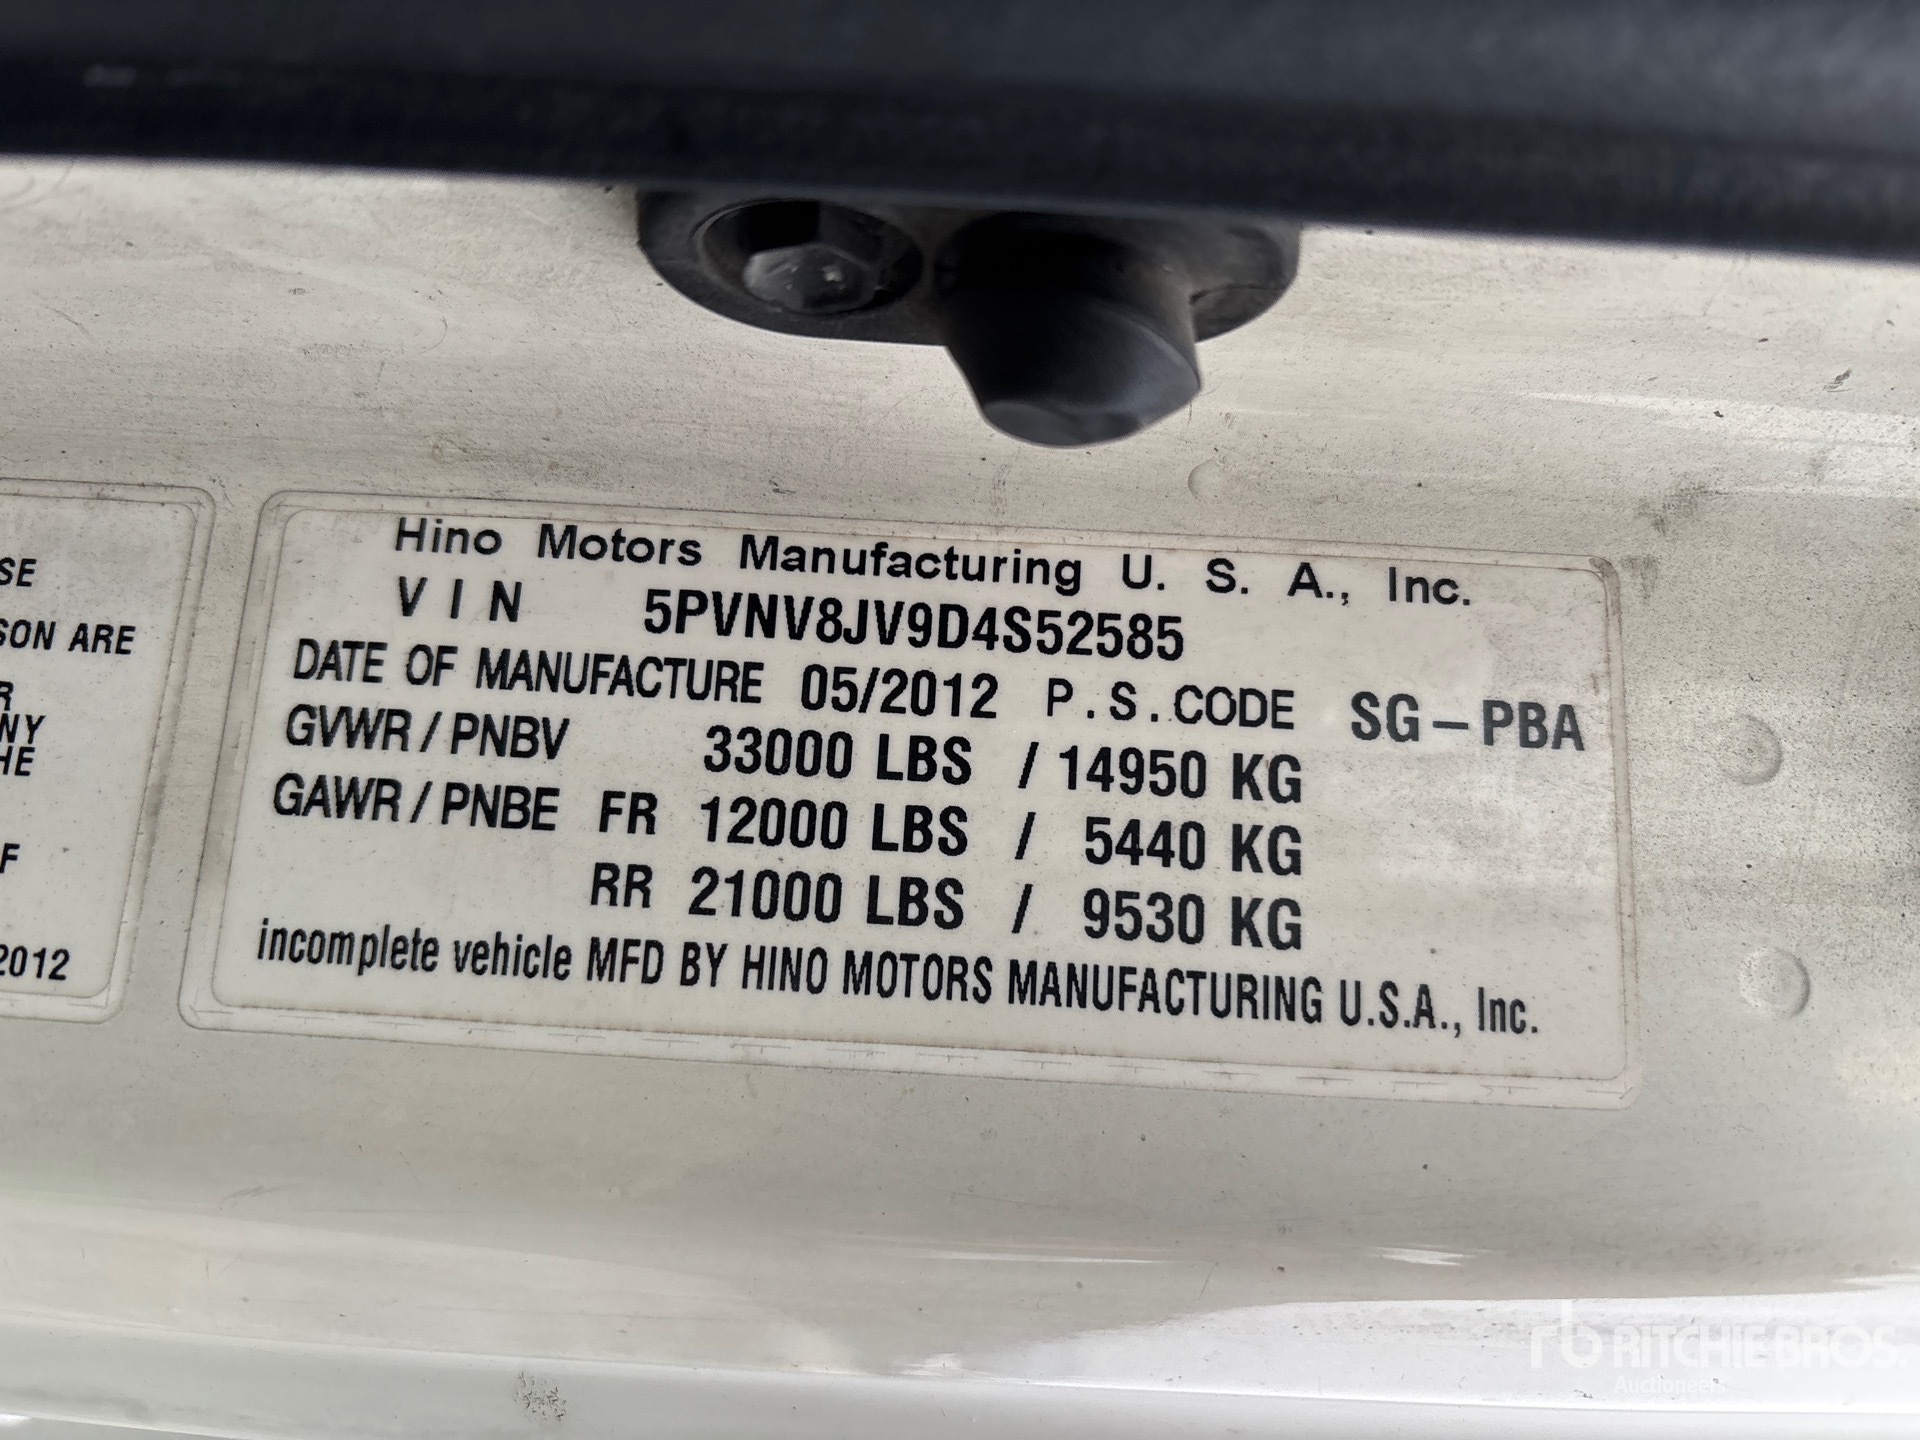 SE
SON ARE
R
NY
HE
F
2012
Hino Motors Manufacturing U. S. A., Inc.
VIN 5PVNV8JV9D4S52585
DATE OF MANUFACTURE 05/2012 P.S.CODE SG-PBA
GVWR / PNBV 33000 LBS / 14950 KG
GAWR / PNBE FR 12000 LBS / 5440 KG
RR 21000 LBS / 9530 KG
incomplete vehicle MFD BY HINO MOTORS MANUFACTURING U.S.A., Inc.
rb RITCHIE BROS.
Auctioneers